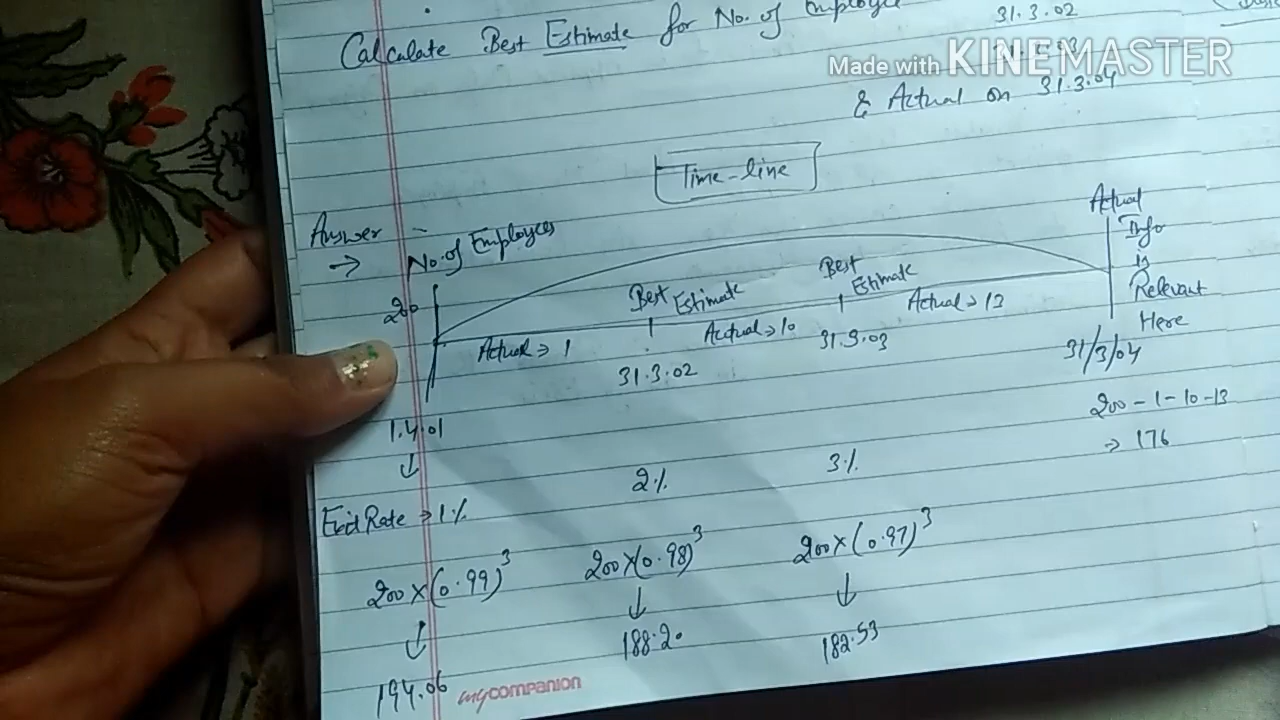 Calculate Best Estimate for No. of Employee
31.3.02
Made with KINEMASTER
& Actual on 31.3.04
Time-line
Answer -
→ No. of Employees
200
Best Estimate
Best Estimate
Actual
Info
is
Relevant
Here
Actual → 1
Actual → 10
Actual → 13
31.3.02
31.3.03
31/3/04
1.4.01
200 - 1 - 10 - 13
⇒ 176
↓
Exit Rate → 1%
2%
3%
200 × (0.99)³
200 × (0.98)³
200 × (0.97)³
↓
↓
↓
194.06
188.20
182.53
mycompanion